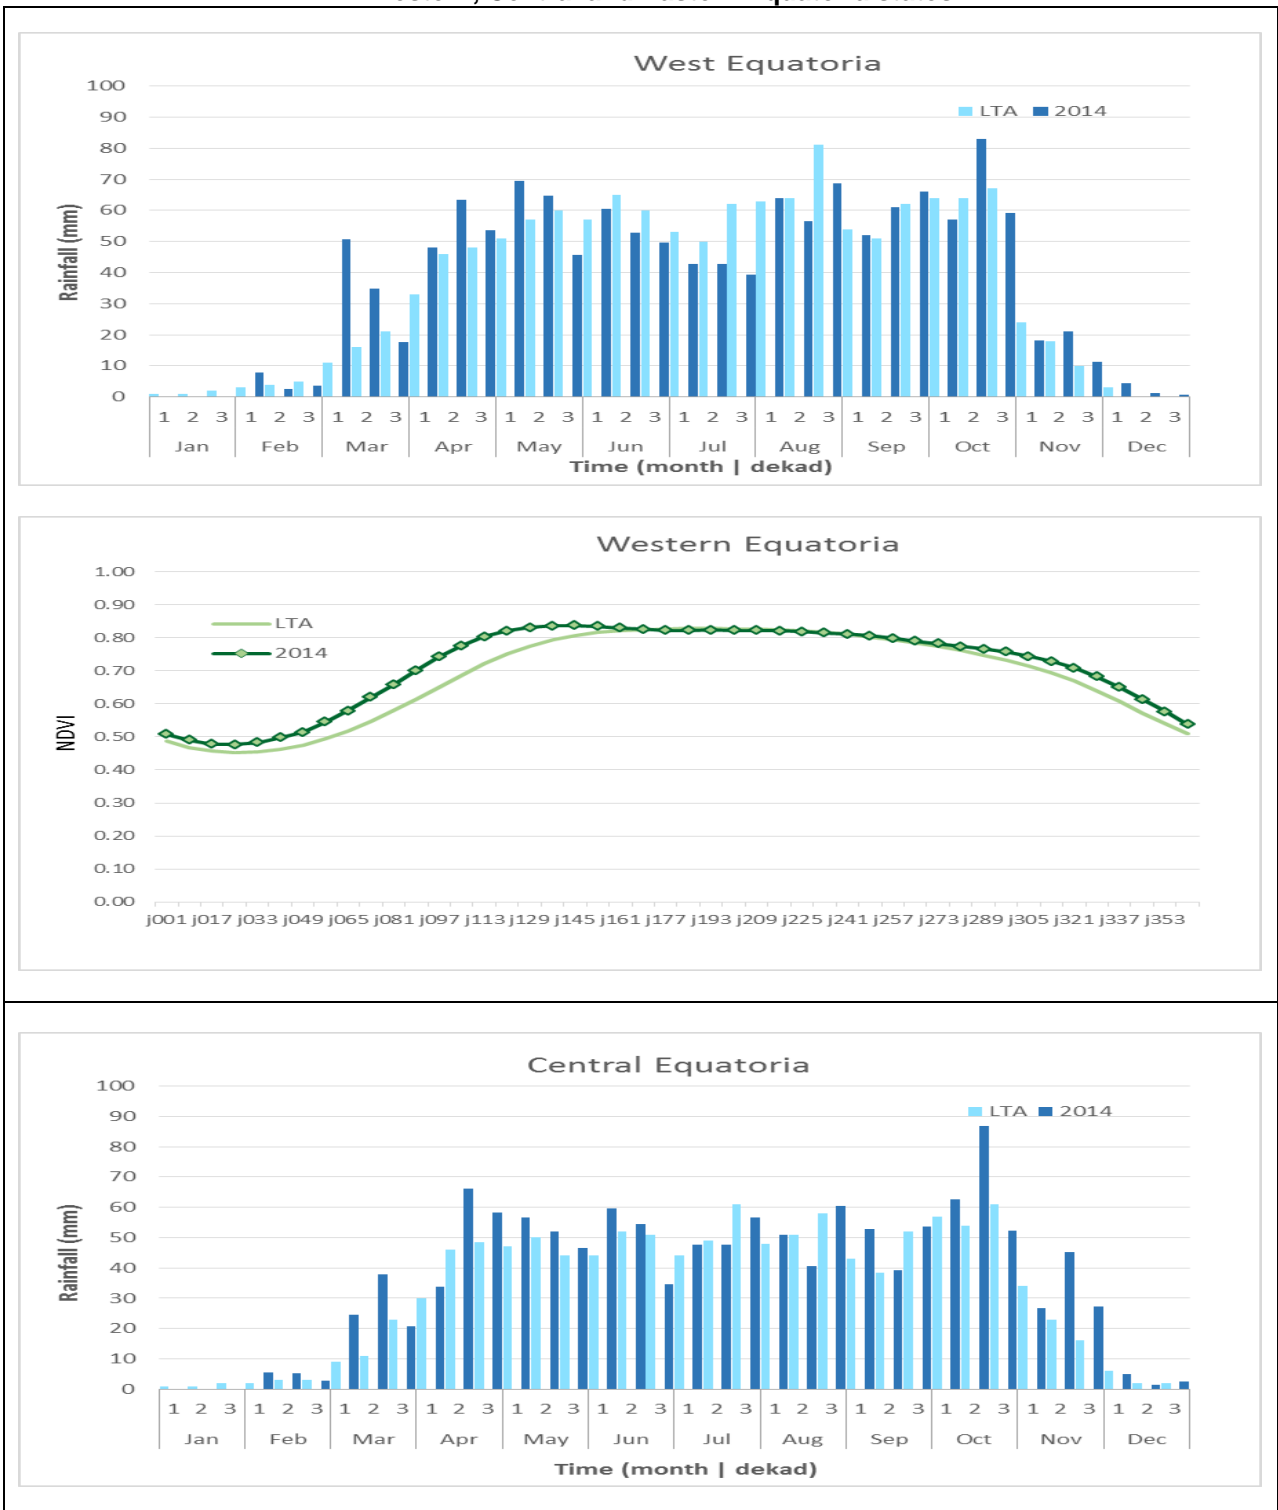 West Equatoria
LTA 2014
100
90
80
70
60
50
40
30
20
10
0
Rainfall (mm)
1 2 3 1 2 3 1 2 3 1 2 3 1 2 3 1 2 3 1 2 3 1 2 3 1 2 3 1 2 3 1 2 3 1 2 3
Jan Feb Mar Apr May Jun Jul Aug Sep Oct Nov Dec
Time (month | dekad)
Western Equatoria
1.00
0.90
0.80
0.70
0.60
0.50
0.40
0.30
0.20
0.10
0.00
NDVI
LTA
2014
j001 j017 j033 j049 j065 j081 j097 j113 j129 j145 j161 j177 j193 j209 j225 j241 j257 j273 j289 j305 j321 j337 j353
Central Equatoria
LTA 2014
100
90
80
70
60
50
40
30
20
10
0
Rainfall (mm)
1 2 3 1 2 3 1 2 3 1 2 3 1 2 3 1 2 3 1 2 3 1 2 3 1 2 3 1 2 3 1 2 3 1 2 3
Jan Feb Mar Apr May Jun Jul Aug Sep Oct Nov Dec
Time (month | dekad)